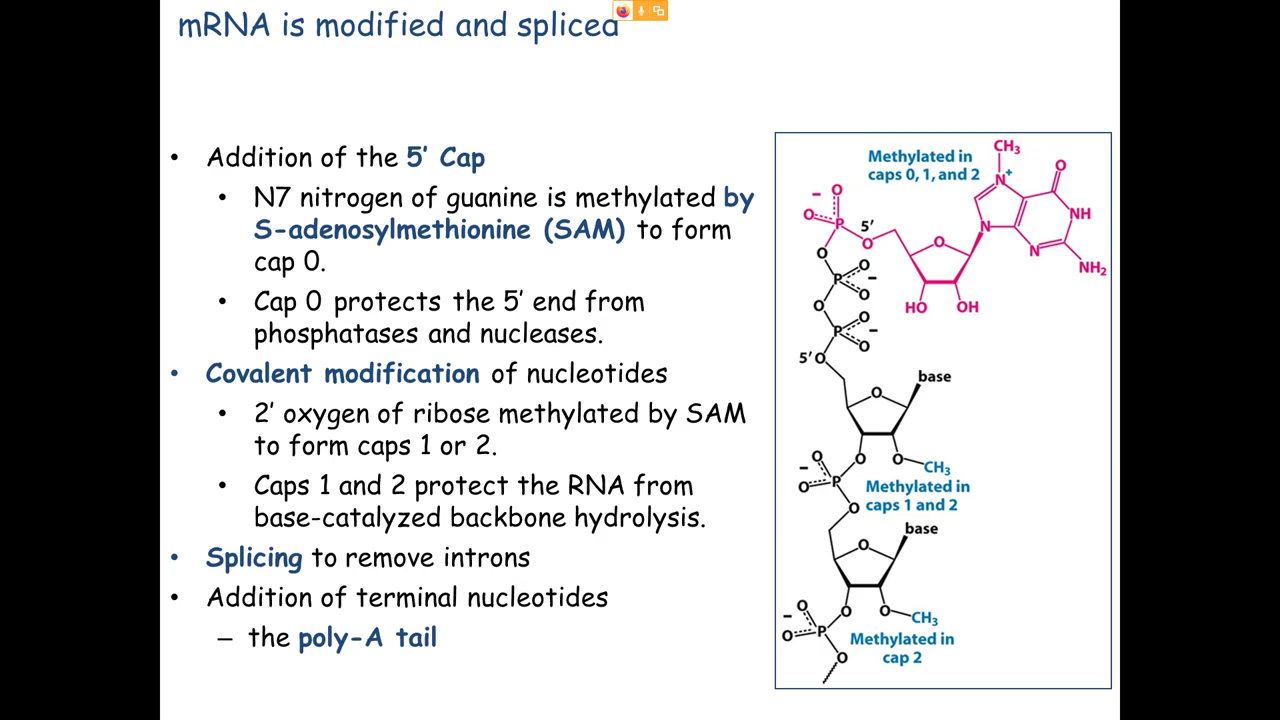 mRNA is modified and spliced
• Addition of the 5’ Cap
• N7 nitrogen of guanine is methylated by
S-adenosylmethionine (SAM) to form
cap 0.
• Cap 0 protects the 5’ end from
phosphatases and nucleases.
• Covalent modification of nucleotides
• 2’ oxygen of ribose methylated by SAM
to form caps 1 or 2.
• Caps 1 and 2 protect the RNA from
base-catalyzed backbone hydrolysis.
• Splicing to remove introns
• Addition of terminal nucleotides
– the poly-A tail
CH₃
Methylated in
caps 0, 1, and 2
N⁺
O
– O
O
P
5’
O
N
NH
N
NH₂
O
O
O
P
–
O
HO
OH
O
O
P
–
O
5’ O
base
O
O
O
CH₃
– O
O
P
Methylated in
caps 1 and 2
O
base
O
O
O
CH₃
– O
O
P
Methylated in
cap 2
O